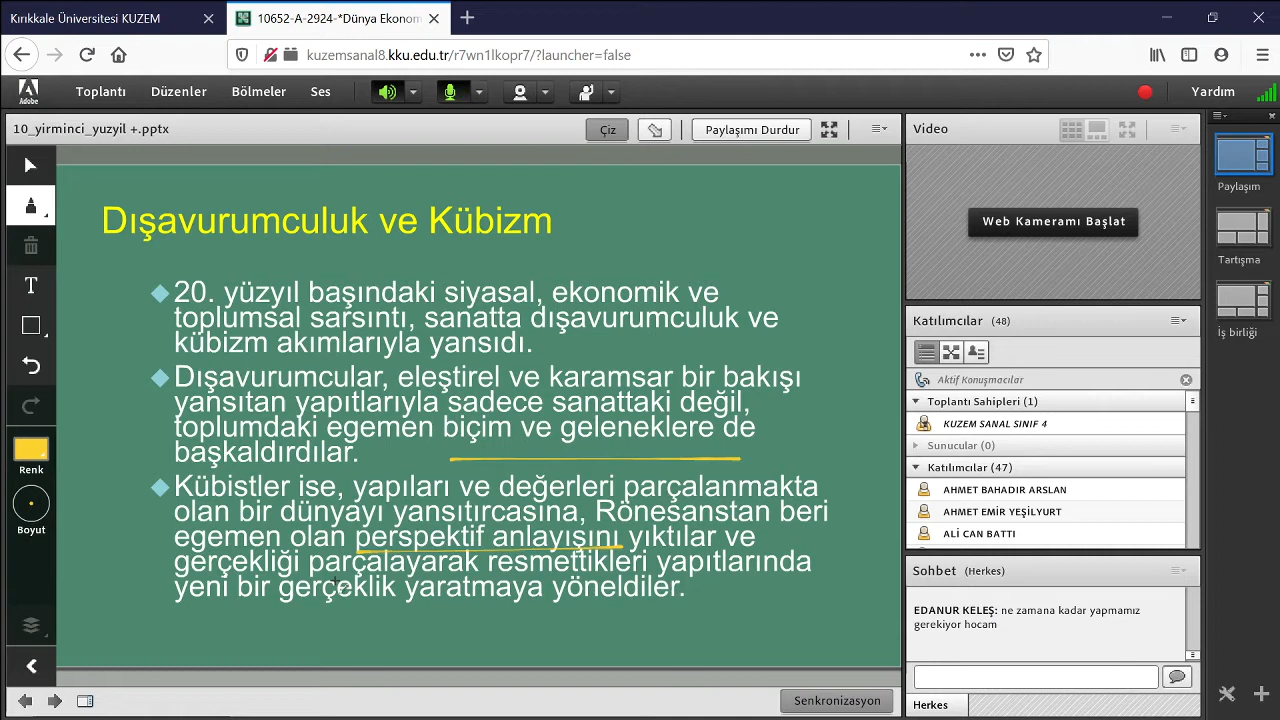 Kırıkkale Üniversitesi KUZEM
10652-A-2924-*Dünya Ekonom
kuzemsanal8.kku.edu.tr/r7wn1lkopr7/?launcher=false
Adobe
Toplantı Düzenler Bölmeler Ses Yardım
10_yirminci_yuzyil +.pptx
Çiz
Paylaşımı Durdur
Dışavurumculuk ve Kübizm
20. yüzyıl başındaki siyasal, ekonomik ve
toplumsal sarsıntı, sanatta dışavurumculuk ve
kübizm akımlarıyla yansıdı.
Dışavurumcular, eleştirel ve karamsar bir bakışı
yansıtan yapıtlarıyla sadece sanattaki değil,
toplumdaki egemen biçim ve geleneklere de
başkaldırdılar.
Kübistler ise, yapıları ve değerleri parçalanmakta
olan bir dünyayı yansıtırcasına, Rönesanstan beri
egemen olan perspektif anlayışını yıktılar ve
gerçekliği parçalayarak resmettikleri yapıtlarında
yeni bir gerçeklik yaratmaya yöneldiler.
T
Renk
Boyut
Senkronizasyon
Video
Web Kameramı Başlat
Katılımcılar (48)
Aktif Konuşmacılar
Toplantı Sahipleri (1)
KUZEM SANAL SINIF 4
Sunucular (0)
Katılımcılar (47)
AHMET BAHADIR ARSLAN
AHMET EMİR YEŞİLYURT
ALİ CAN BATTI
Sohbet (Herkes)
EDANUR KELEŞ: ne zamana kadar yapmamız
gerekiyor hocam
Herkes
Paylaşım
Tartışma
İş birliği